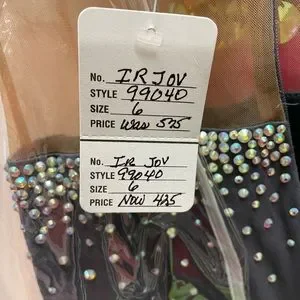 No. IR JOV
STYLE 99040
SIZE 6
PRICE Was 575
No. IR JOV
STYLE 99040
SIZE 6
PRICE NOW 425